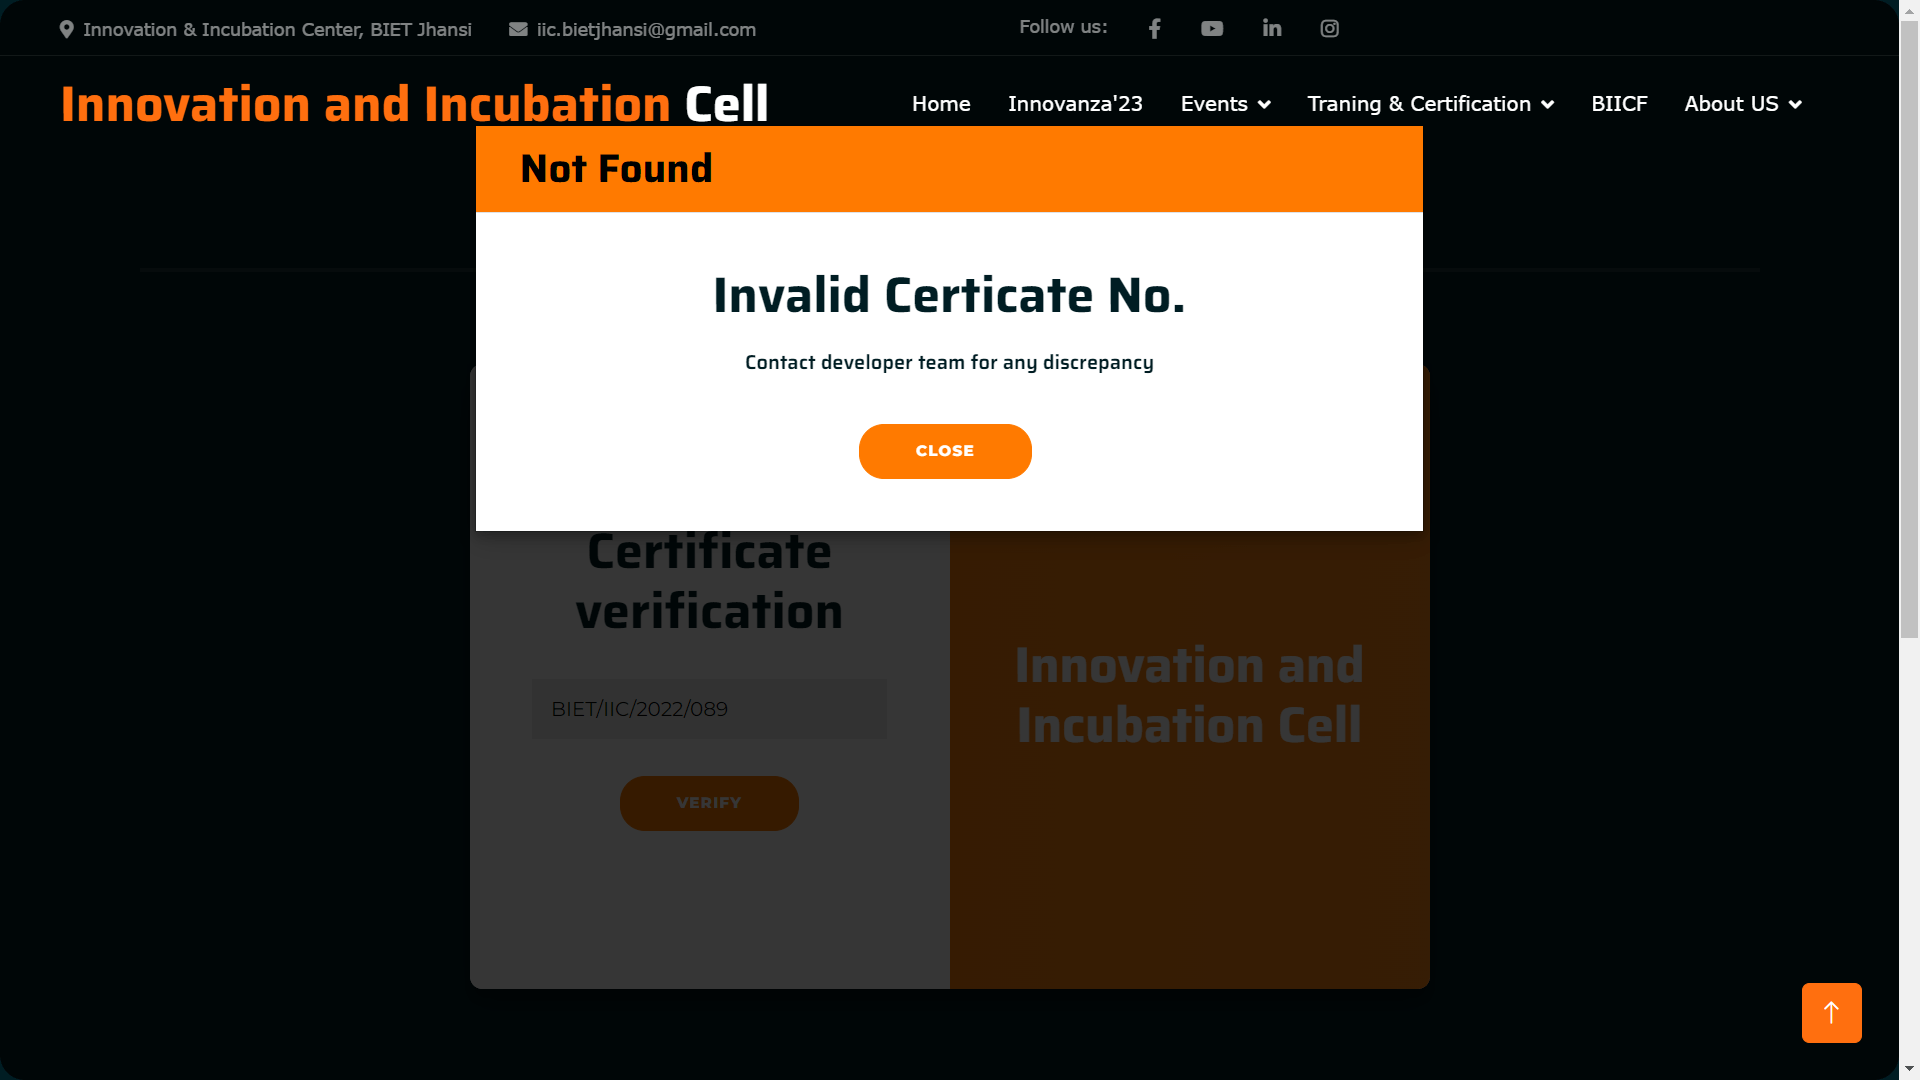 Innovation & Incubation Center, BIET Jhansi iic.bietjhansi@gmail.com Follow us:
Innovation and Incubation Cell
Home Innovanza'23 Events Traning & Certification BIICF About US
Not Found
Invalid Certicate No.
Contact developer team for any discrepancy
CLOSE
Certificate
verification
BIET/IIC/2022/089
VERIFY
Innovation and
Incubation Cell